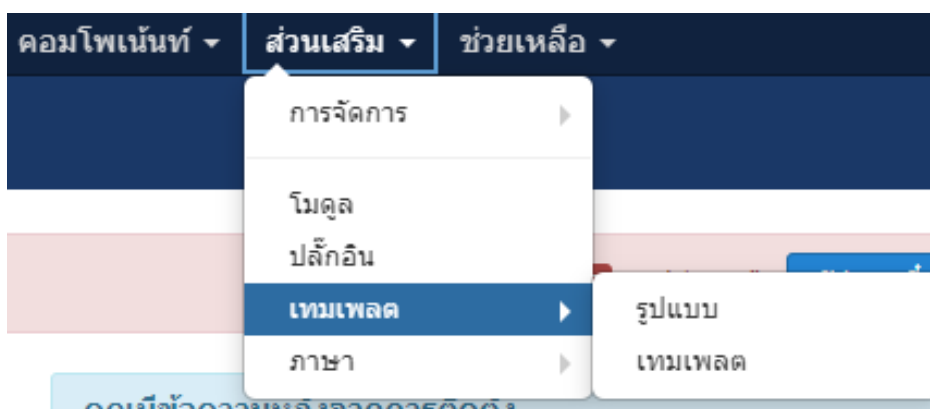 คอมโพเน้นท์ ส่วนเสริม ช่วยเหลือ
การจัดการ
โมดูล
ปลั๊กอิน
เทมเพลต
รูปแบบ
ภาษา
เทมเพลต